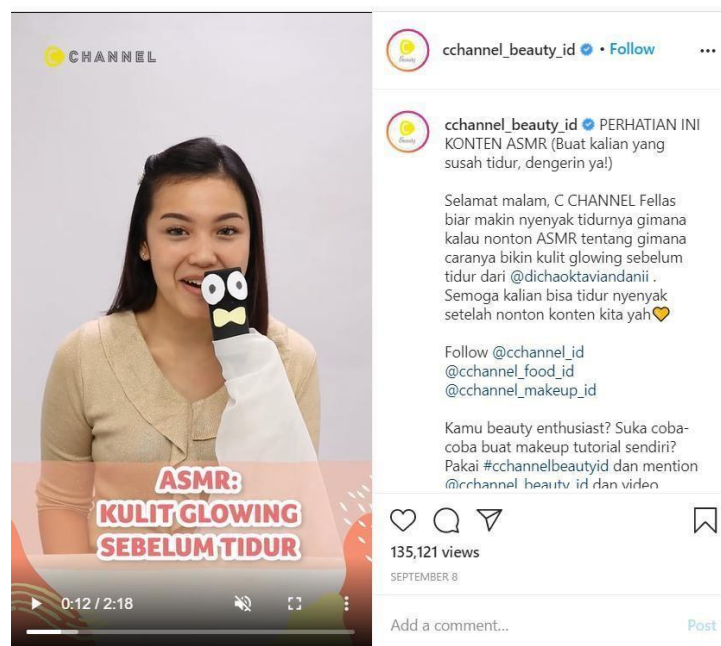 C CHANNEL
ASMR:
KULIT GLOWING
SEBELUM TIDUR
0:12 / 2:18
cchannel_beauty_id • Follow
cchannel_beauty_id PERHATIAN INI
KONTEN ASMR (Buat kalian yang
susah tidur, dengerin ya!)
Selamat malam, C CHANNEL Fellas
biar makin nyenyak tidurnya gimana
kalau nonton ASMR tentang gimana
caranya bikin kulit glowing sebelum
tidur dari @dichaoktaviandanii .
Semoga kalian bisa tidur nyenyak
setelah nonton konten kita yah
Follow @cchannel_id
@cchannel_food_id
@cchannel_makeup_id
Kamu beauty enthusiast? Suka coba-
coba buat makeup tutorial sendiri?
Pakai #cchannelbeautyid dan mention
@cchannel_beauty_id dan video
135,121 views
SEPTEMBER 8
Add a comment...
Post